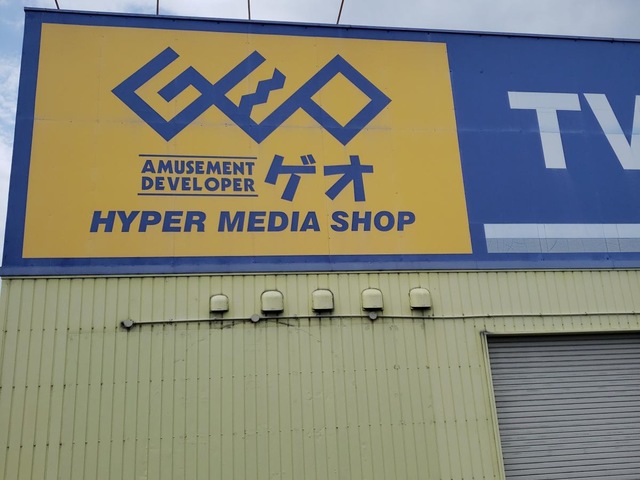 GEO
AMUSEMENT
DEVELOPER
ゲオ
HYPER MEDIA SHOP
TV